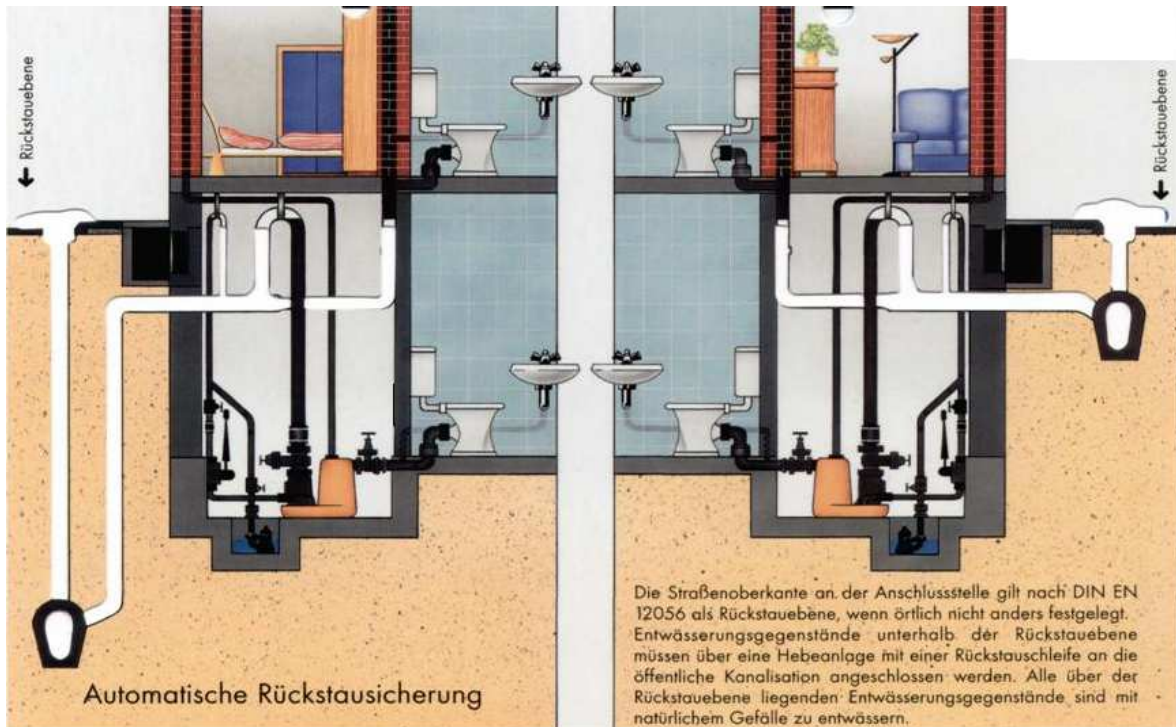 ← Rückstauebene
← Rückstauebene
Automatische Rückstausicherung
Die Straßenoberkante an der Anschlussstelle gilt nach DIN EN
12056 als Rückstauebene, wenn örtlich nicht anders festgelegt.
Entwässerungsgegenstände unterhalb der Rückstauebene
müssen über eine Hebeanlage mit einer Rückstauschleife an die
öffentliche Kanalisation angeschlossen werden. Alle über der
Rückstauebene liegenden Entwässerungsgegenstände sind mit
natürlichem Gefälle zu entwässern.